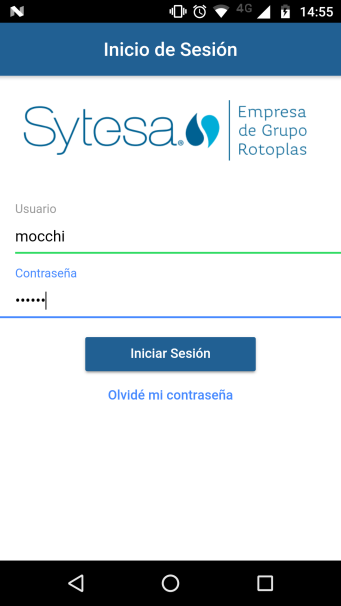 4G 14:55
Inicio de Sesión
Sytesa®
Empresa
de Grupo
Rotoplas
Usuario
mocchi
Contraseña
••••••
Iniciar Sesión
Olvidé mi contraseña